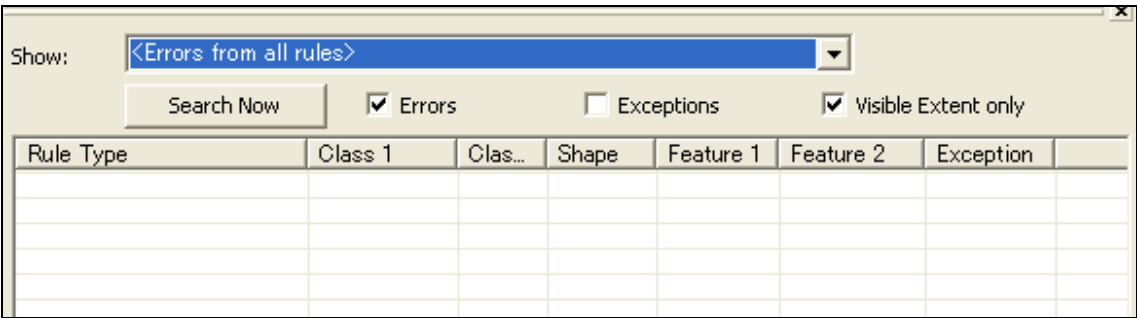 Show: <Errors from all rules>
Search Now Errors Exceptions Visible Extent only
Rule Type Class 1 Clas... Shape Feature 1 Feature 2 Exception